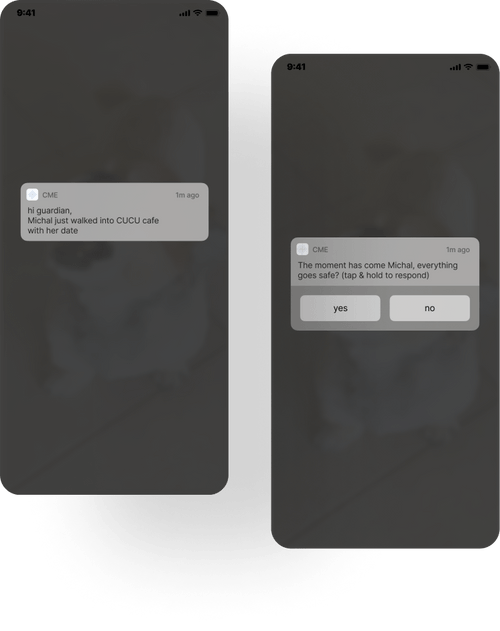 9:41
CME 1m ago
hi guardian,
Michal just walked into CUCU cafe
with her date
9:41
CME 1m ago
The moment has come Michal, everything
goes safe? (tap & hold to respond)
yes no